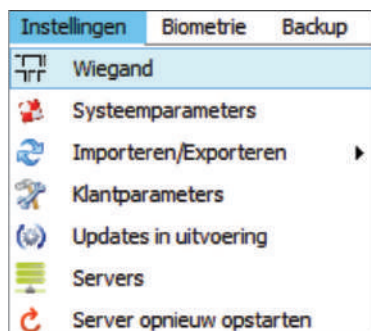 Instellingen Biometrie Backup
Wiegand
Systeemparameters
Importeren/Exporteren
Klantparameters
Updates in uitvoering
Servers
Server opnieuw opstarten